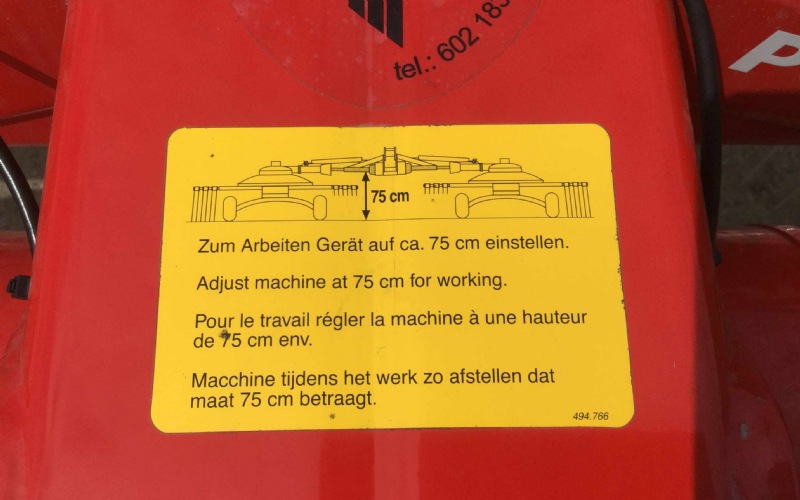 tel.: 602 183
P
75 cm
Zum Arbeiten Gerät auf ca. 75 cm einstellen.
Adjust machine at 75 cm for working.
Pour le travail régler la machine à une hauteur
de 75 cm env.
Macchine tijdens het werk zo afstellen dat
maat 75 cm betraagt.
494.766